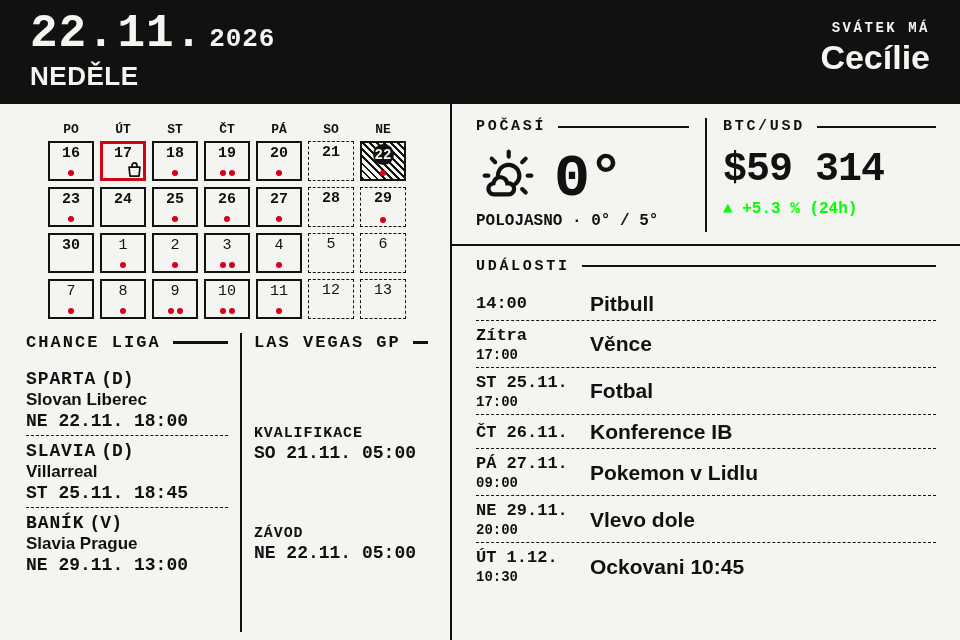 22.11. 2026
NEDĚLE
SVÁTEK MÁ
Cecílie
PO ÚT ST ČT PÁ SO NE
16 17 18 19 20 21 22
23 24 25 26 27 28 29
30 1 2 3 4 5 6
7 8 9 10 11 12 13
CHANCE LIGA
SPARTA (D)
Slovan Liberec
NE 22.11. 18:00
SLAVIA (D)
Villarreal
ST 25.11. 18:45
BANÍK (V)
Slavia Prague
NE 29.11. 13:00
LAS VEGAS GP
KVALIFIKACE
SO 21.11. 05:00
ZÁVOD
NE 22.11. 05:00
POČASÍ
0°
POLOJASNO · 0° / 5°
BTC/USD
$59 314
▲ +5.3 % (24h)
UDÁLOSTI
14:00 Pitbull
Zítra
17:00
Věnce
ST 25.11.
17:00
Fotbal
ČT 26.11. Konference IB
PÁ 27.11.
09:00
Pokemon v Lidlu
NE 29.11.
20:00
Vlevo dole
ÚT 1.12.
10:30
Ockovani 10:45